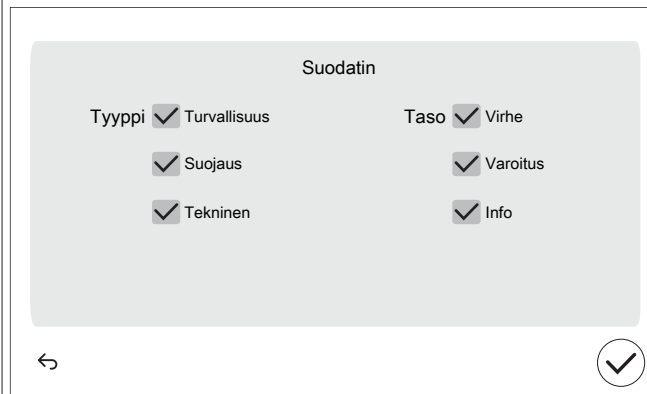 Suodatin
Tyyppi Turvallisuus Taso Virhe
Suojaus Varoitus
Tekninen Info